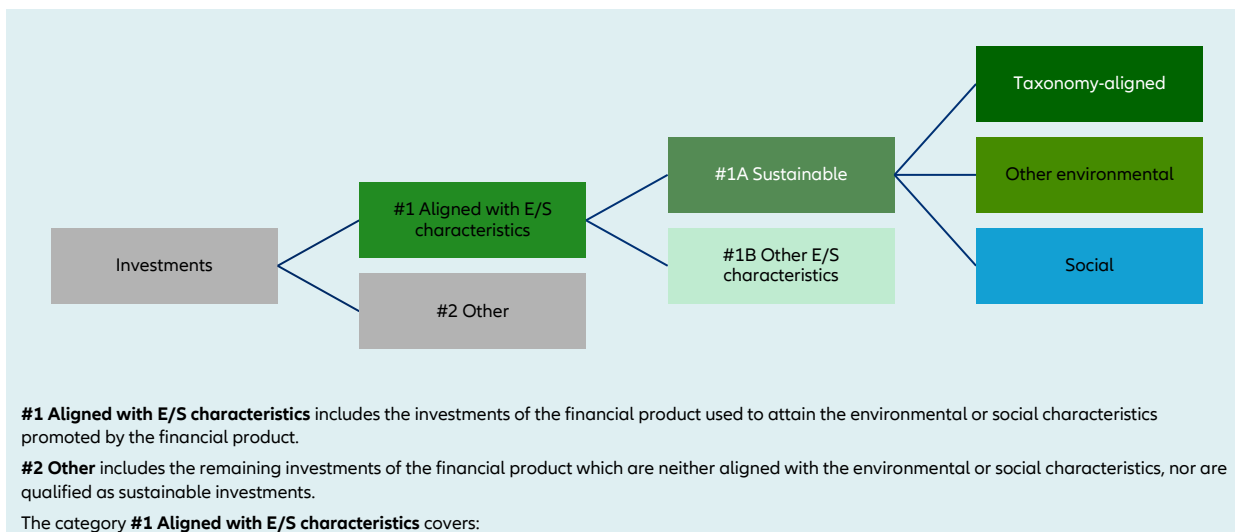 Taxonomy-aligned
#1A Sustainable
Other environmental
#1 Aligned with E/S
characteristics
#1B Other E/S
characteristics
Investments
Social
#2 Other
#1 Aligned with E/S characteristics includes the investments of the financial product used to attain the environmental or social characteristics
promoted by the financial product.
#2 Other includes the remaining investments of the financial product which are neither aligned with the environmental or social characteristics, nor are
qualified as sustainable investments.
The category #1 Aligned with E/S characteristics covers: